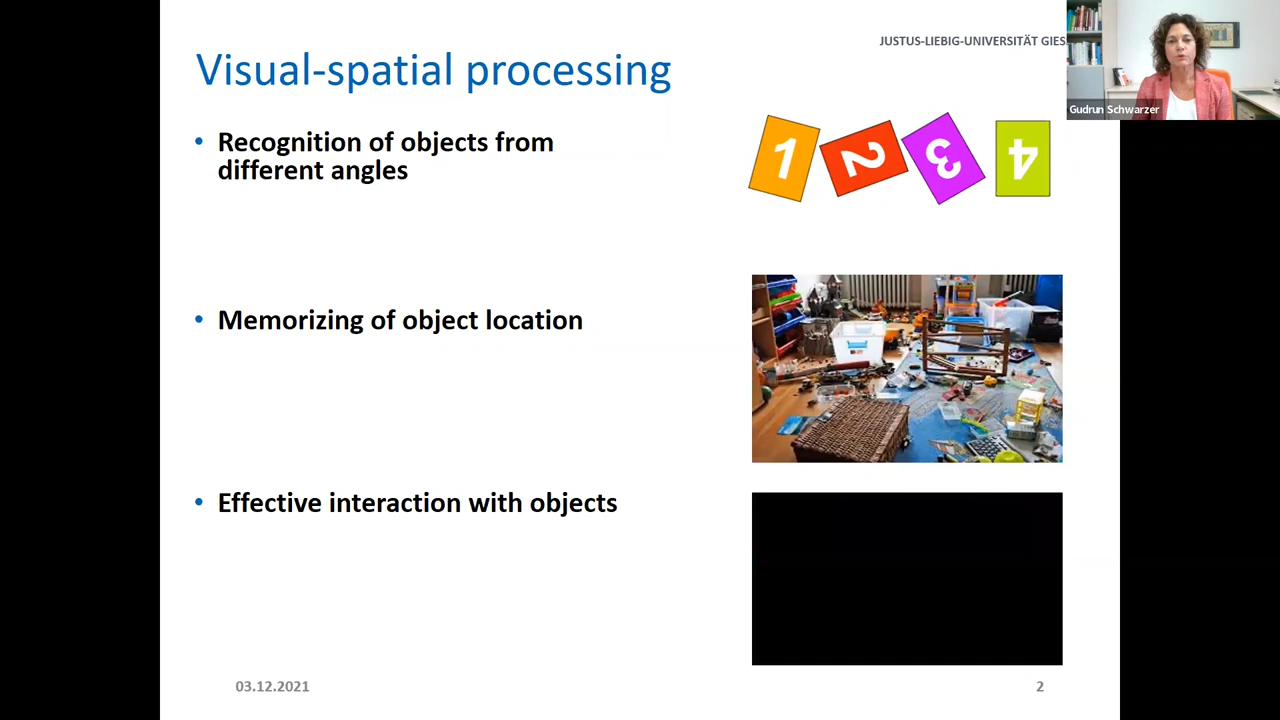 JUSTUS-LIEBIG-UNIVERSITÄT GIES
Visual-spatial processing
Gudrun Schwarzer
• Recognition of objects from
different angles
1 2 3 4
• Memorizing of object location
• Effective interaction with objects
03.12.2021
2